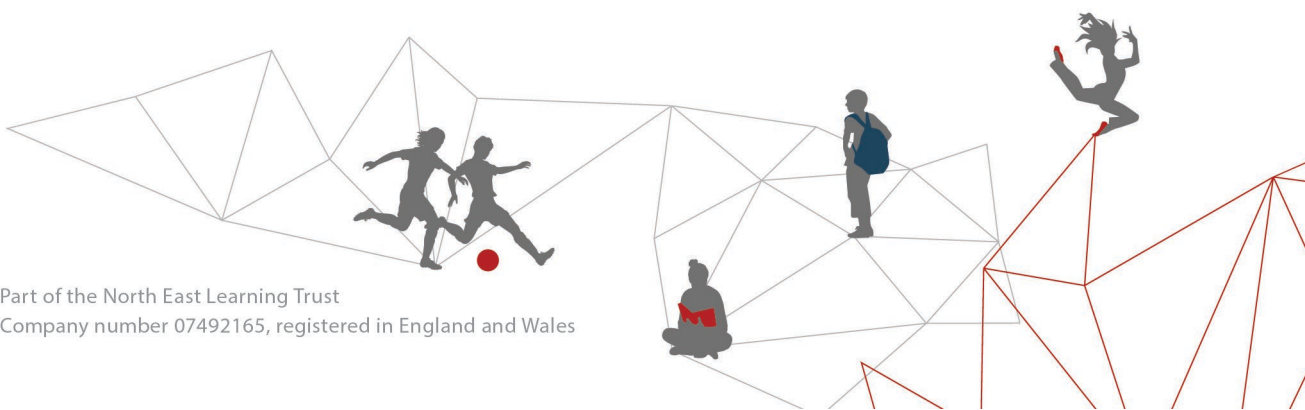 Part of the North East Learning Trust
Company number 07492165, registered in England and Wales